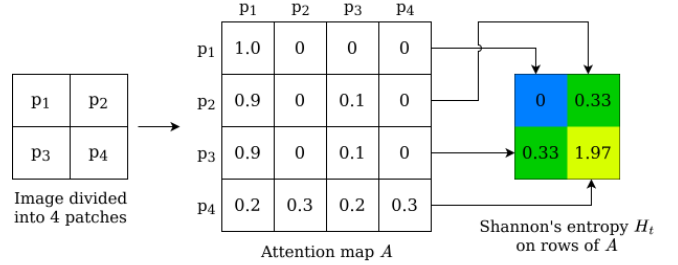 p1 p2 p3 p4
p1 1.0 0 0 0
p2 0.9 0 0.1 0
p3 0.9 0 0.1 0
p4 0.2 0.3 0.2 0.3
p1 p2
p3 p4
Image divided
into 4 patches
Attention map A
0 0.33
0.33 1.97
Shannon's entropy Ht
on rows of A